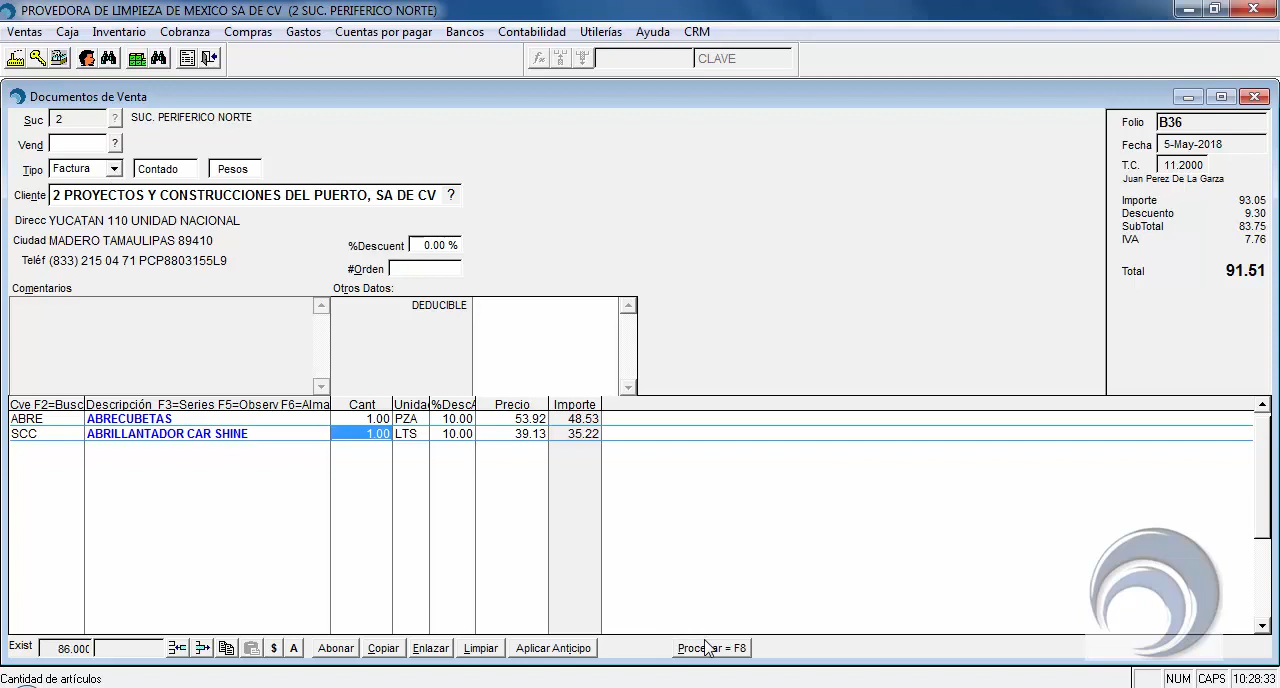 PROVEDORA DE LIMPIEZA DE MEXICO SA DE CV (2 SUC. PERIFERICO NORTE)
Ventas Caja Inventario Cobranza Compras Gastos Cuentas por pagar Bancos Contabilidad Utilerías Ayuda CRM
fx CLAVE
Documentos de Venta
Suc 2 ? SUC. PERIFERICO NORTE
Vend ?
Tipo Factura Contado Pesos
Cliente 2 PROYECTOS Y CONSTRUCCIONES DEL PUERTO, SA DE CV ?
Direcc YUCATAN 110 UNIDAD NACIONAL
Ciudad MADERO TAMAULIPAS 89410
%Descuent 0.00 %
Teléf (833) 215 04 71 PCP8803155L9
#Orden
Comentarios Otros Datos:
DEDUCIBLE
Folio B36
Fecha 5-May-2018
T.C. 11.2000
Juan Perez De La Garza
Importe 93.05
Descuento 9.30
SubTotal 83.75
IVA 7.76
Total 91.51
Cve F2=Busc Descripción F3=Series F5=Observ F6=Alma Cant Unida %DescA Precio Importe
ABRE ABRECUBETAS 1.00 PZA 10.00 53.92 48.53
SCC ABRILLANTADOR CAR SHINE 1.00 LTS 10.00 39.13 35.22
Exist 86.000 $ A Abonar Copiar Enlazar Limpiar Aplicar Anticipo = F8
Cantidad de artículos NUM CAPS 10:28:33